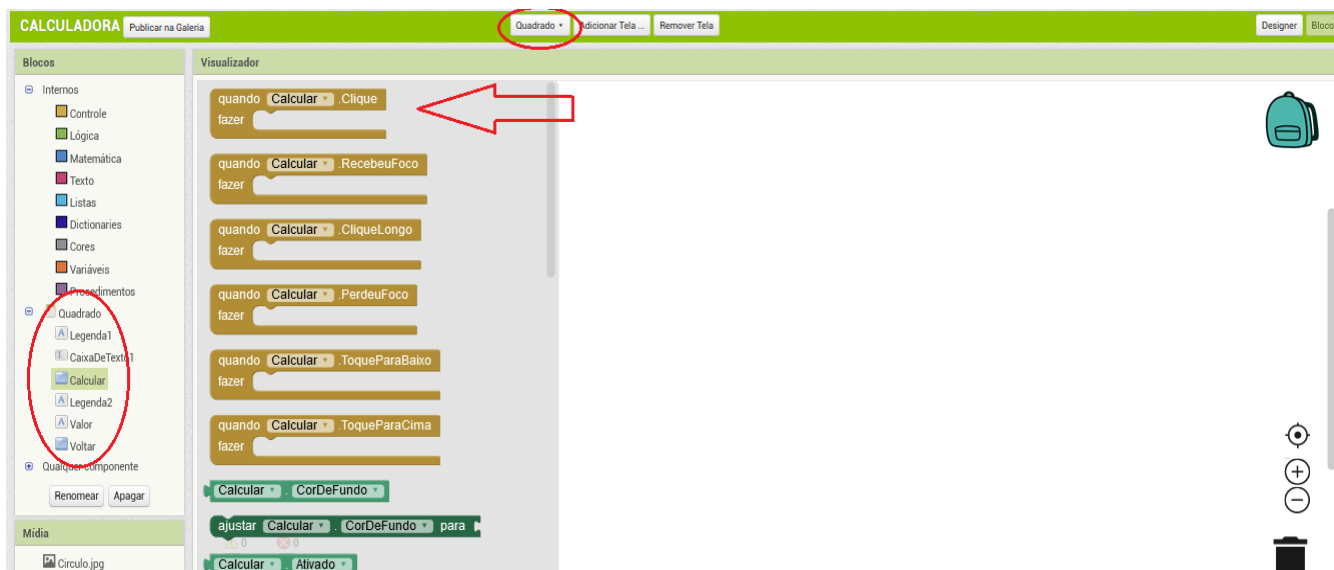 CALCULADORA Publicar na Galeria Quadrado Adicionar Tela ... Remover Tela Designer Bloco
Blocos
Internos
Controle
Lógica
Matemática
Texto
Listas
Dictionaries
Cores
Variáveis
Procedimentos
Quadrado
Legenda1
CaixaDeTexto1
Calcular
Legenda2
Valor
Voltar
Qualquer componente
Renomear Apagar
Mídia
Circulo.jpg
Visualizador
quando Calcular .Clique
fazer
quando Calcular .RecebeuFoco
fazer
quando Calcular .CliqueLongo
fazer
quando Calcular .PerdeuFoco
fazer
quando Calcular .ToqueParaBaixo
fazer
quando Calcular .ToqueParaCima
fazer
Calcular . CorDeFundo
ajustar Calcular . CorDeFundo para
0 0
Calcular . Ativado